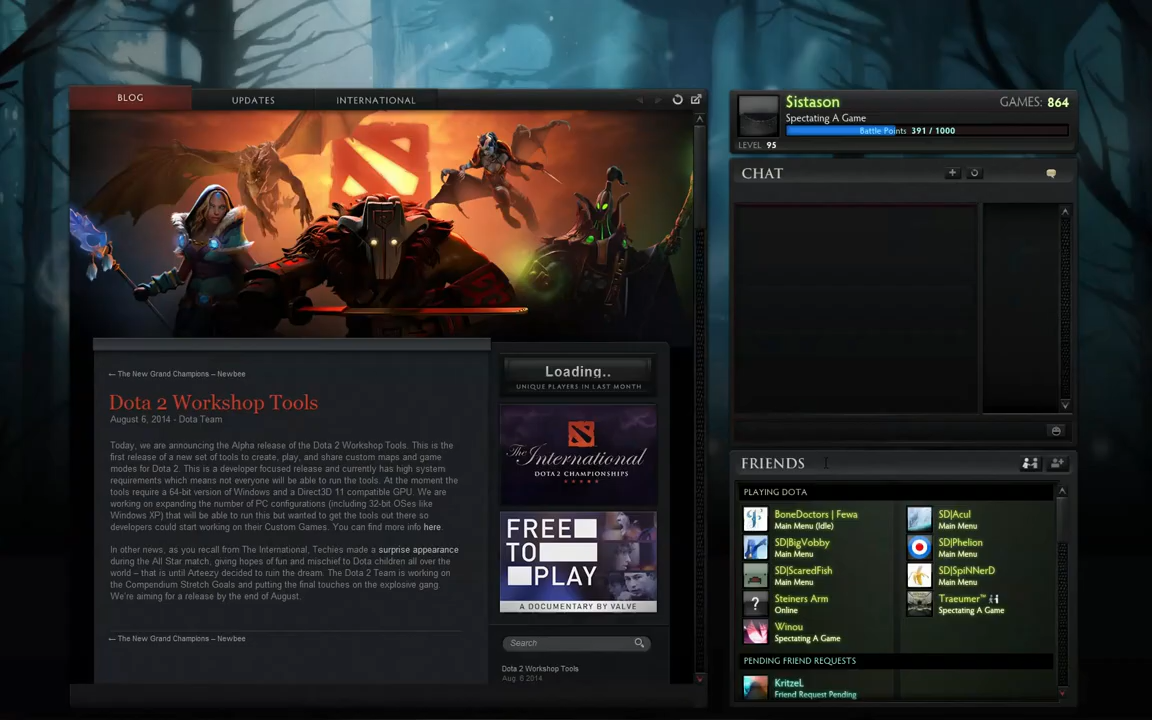 BLOG
UPDATES
INTERNATIONAL
← The New Grand Champions – Newbee
Dota 2 Workshop Tools
August 6, 2014 - Dota Team
Today, we are announcing the Alpha release of the Dota 2 Workshop Tools. This is the
first release of a new set of tools to create, play, and share custom maps and game
modes for Dota 2. This is a developer focused release and currently has high system
requirements which means not everyone will be able to run the tools. At the moment the
tools require a 64-bit version of Windows and a Direct3D 11 compatible GPU. We are
working on expanding the number of PC configurations (including 32-bit OSes like
Windows XP) that will be able to run this but wanted to get the tools out there so
developers could start working on their Custom Games. You can find more info here.
In other news, as you recall from The International, Techies made a surprise appearance
during the All Star match, giving hopes of fun and mischief to Dota children all over the
world – that is until Arteezy decided to ruin the dream. The Dota 2 Team is working on
the Compendium Stretch Goals and putting the final touches on the explosive gang.
We're aiming for a release by the end of August.
← The New Grand Champions – Newbee
Loading..
UNIQUE PLAYERS IN LAST MONTH
The International
DOTA 2 CHAMPIONSHIPS
FREE
TO
PLAY
A DOCUMENTARY BY VALVE
Search
Dota 2 Workshop Tools
Aug 6 2014
Sistason
GAMES: 864
Spectating A Game
Battle Points 391 / 1000
LEVEL 95
CHAT
FRIENDS
PLAYING DOTA
BoneDoctors | Fewa
Main Menu (Idle)
SD|Acul
Main Menu
SD|BigVobby
Main Menu
SD|Phelion
Main Menu
SD|ScaredFish
Main Menu
SD|SpiNNerD
Main Menu
Steiners Arm
Online
Traeumer™
Spectating A Game
Winou
Spectating A Game
PENDING FRIEND REQUESTS
KritzeL
Friend Request Pending